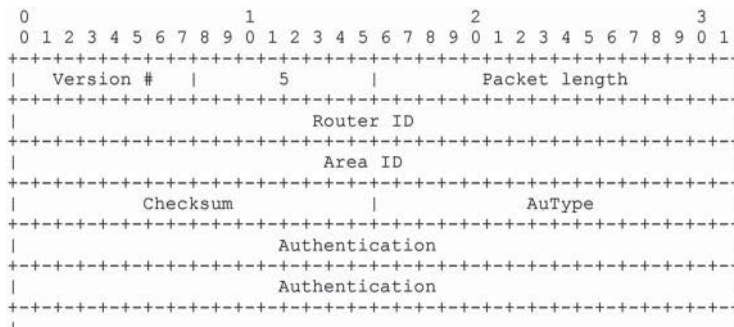 0 1 2 3
0 1 2 3 4 5 6 7 8 9 0 1 2 3 4 5 6 7 8 9 0 1 2 3 4 5 6 7 8 9 0 1
+-+-+-+-+-+-+-+-+-+-+-+-+-+-+-+-+-+-+-+-+-+-+-+-+-+-+-+-+-+-+-+-
| Version # | 5 | Packet length
+-+-+-+-+-+-+-+-+-+-+-+-+-+-+-+-+-+-+-+-+-+-+-+-+-+-+-+-+-+-+-+-
| Router ID
+-+-+-+-+-+-+-+-+-+-+-+-+-+-+-+-+-+-+-+-+-+-+-+-+-+-+-+-+-+-+-+-
| Area ID
+-+-+-+-+-+-+-+-+-+-+-+-+-+-+-+-+-+-+-+-+-+-+-+-+-+-+-+-+-+-+-+-
| Checksum | AuType
+-+-+-+-+-+-+-+-+-+-+-+-+-+-+-+-+-+-+-+-+-+-+-+-+-+-+-+-+-+-+-+-
| Authentication
+-+-+-+-+-+-+-+-+-+-+-+-+-+-+-+-+-+-+-+-+-+-+-+-+-+-+-+-+-+-+-+-
| Authentication
+-+-+-+-+-+-+-+-+-+-+-+-+-+-+-+-+-+-+-+-+-+-+-+-+-+-+-+-+-+-+-+-